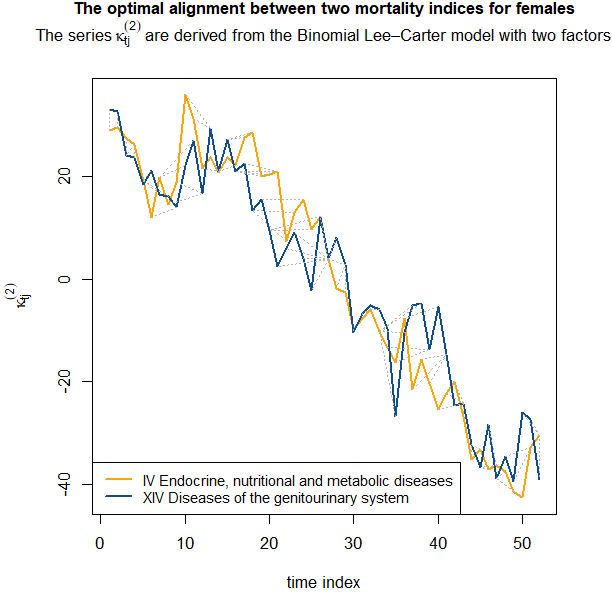 The optimal alignment between two mortality indices for females
The series κtj(2) are derived from the Binomial Lee–Carter model with two factors
κtj(2)
20
0
-20
-40
IV Endocrine, nutritional and metabolic diseases
XIV Diseases of the genitourinary system
0 10 20 30 40 50
time index